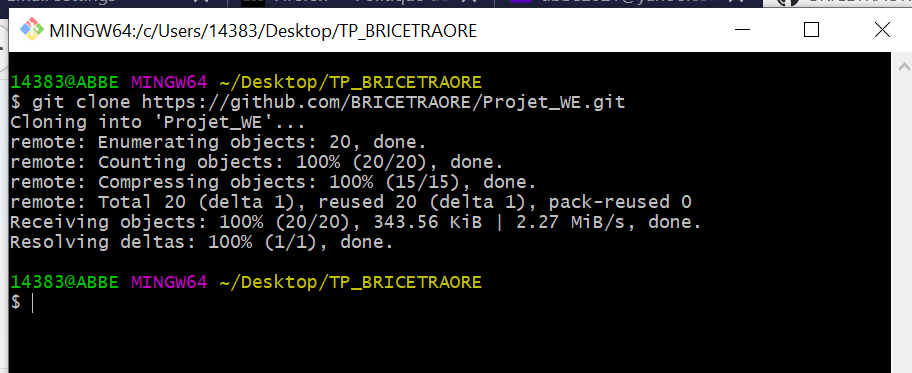 MINGW64:/c/Users/14383/Desktop/TP_BRICETRAORE
14383@ABBE MINGW64 ~/Desktop/TP_BRICETRAORE
$ git clone https://github.com/BRICETRAORE/Projet_WE.git
Cloning into 'Projet_WE'...
remote: Enumerating objects: 20, done.
remote: Counting objects: 100% (20/20), done.
remote: Compressing objects: 100% (15/15), done.
remote: Total 20 (delta 1), reused 20 (delta 1), pack-reused 0
Receiving objects: 100% (20/20), 343.56 KiB | 2.27 MiB/s, done.
Resolving deltas: 100% (1/1), done.
14383@ABBE MINGW64 ~/Desktop/TP_BRICETRAORE
$